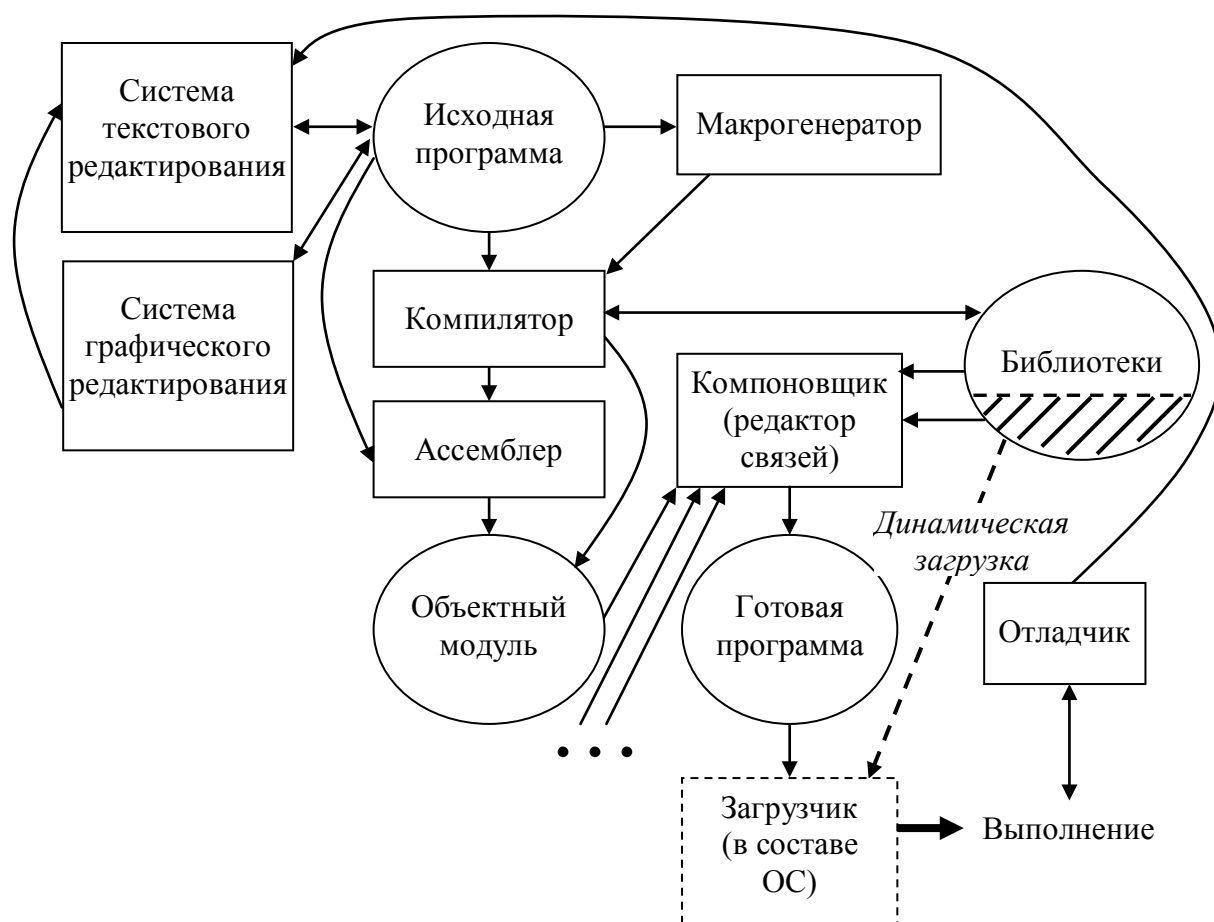 Система
текстового
редактирования
Исходная
программа
Макрогенератор
Система
графического
редактирования
Компилятор
Библиотеки
Компоновщик
(редактор
связей)
Ассемблер
Динамическая
загрузка
Объектный
модуль
Готовая
программа
Отладчик
Загрузчик
(в составе
ОС)
Выполнение